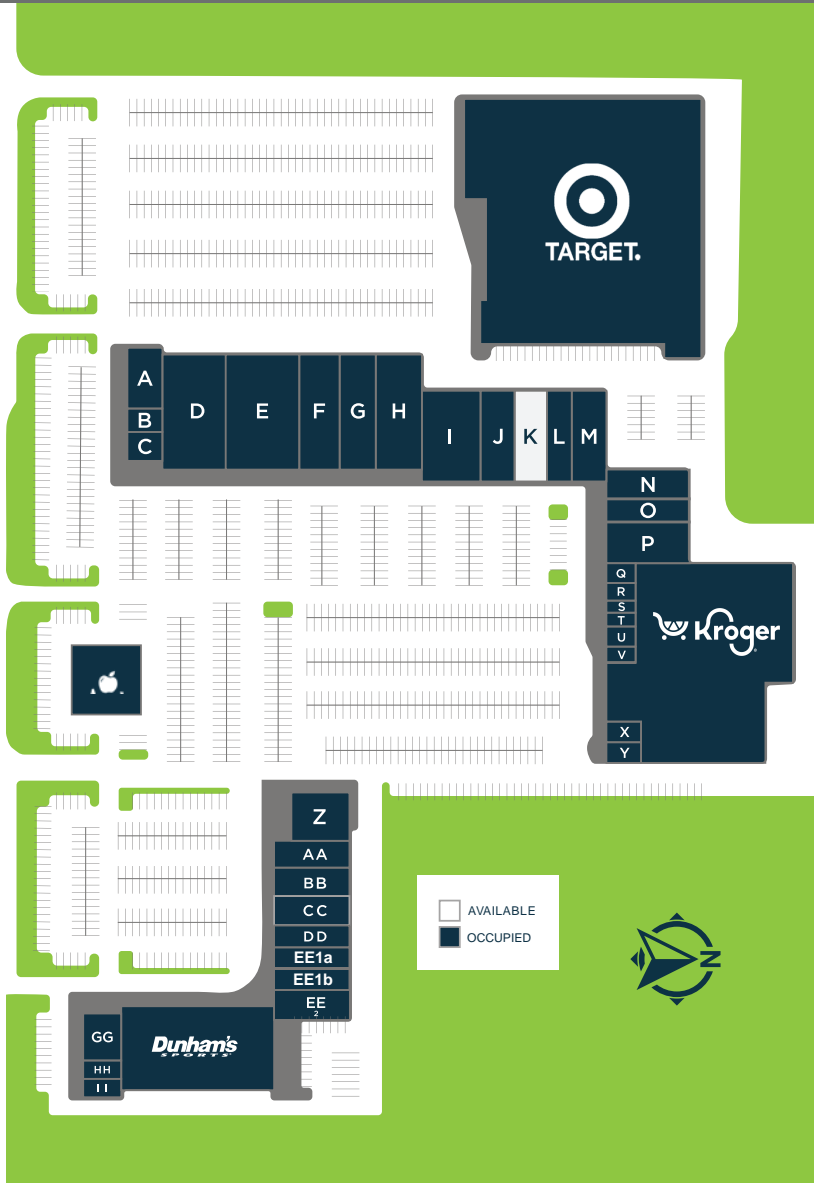 TARGET.
A
B
C
D
E
F
G
H
I
J
K
L
M
N
O
P
Q
R
S
T
U
V
Kroger
X
Y
Z
AA
BB
CC
DD
EE1a
EE1b
EE
2
AVAILABLE
OCCUPIED
N
GG
HH
II
Dunham's
SPORTS